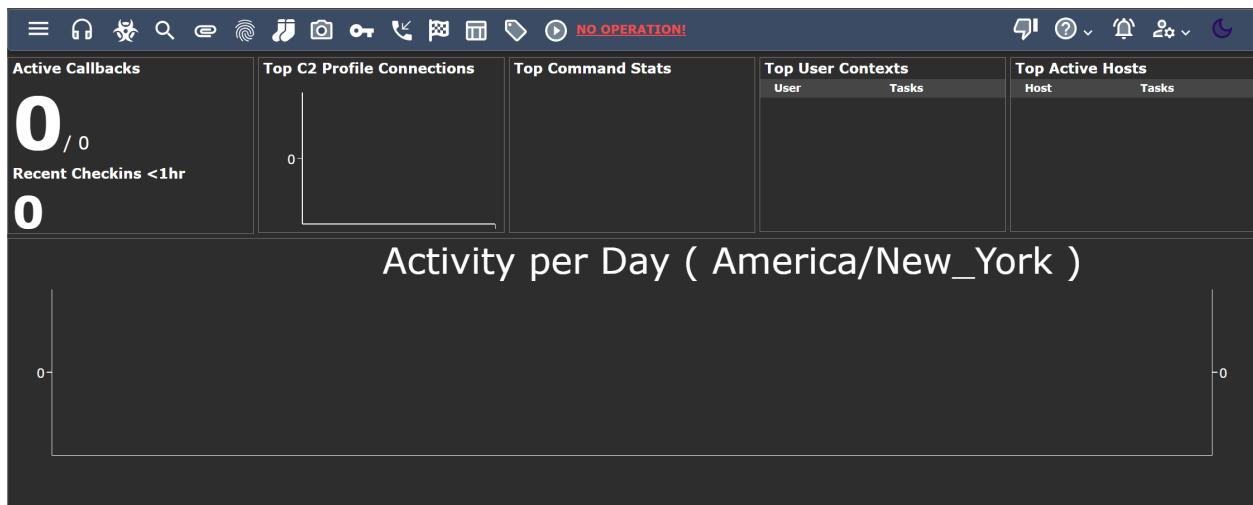 NO OPERATION!
Active Callbacks
0 / 0
Recent Checkins <1hr
0
Top C2 Profile Connections
0
Top Command Stats
Top User Contexts
User Tasks
Top Active Hosts
Host Tasks
Activity per Day ( America/New_York )
0 0